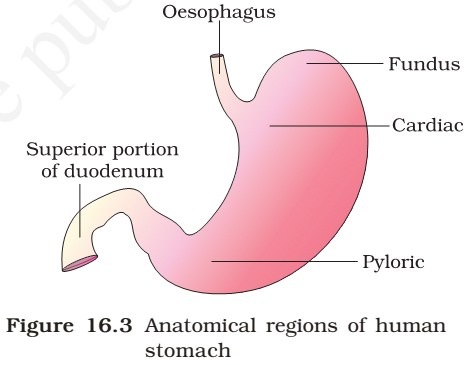 Oesophagus
Fundus
Cardiac
Superior portion
of duodenum
Pyloric
Figure 16.3 Anatomical regions of human
stomach